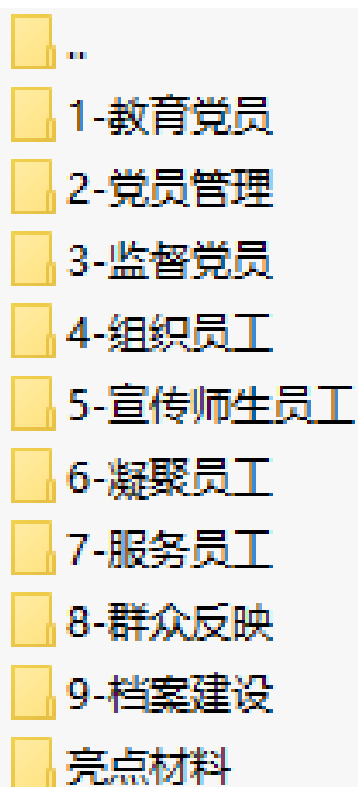 ..
1-教育党员
2-党员管理
3-监督党员
4-组织员工
5-宣传师生员工
6-凝聚员工
7-服务员工
8-群众反映
9-档案建设
亮点材料